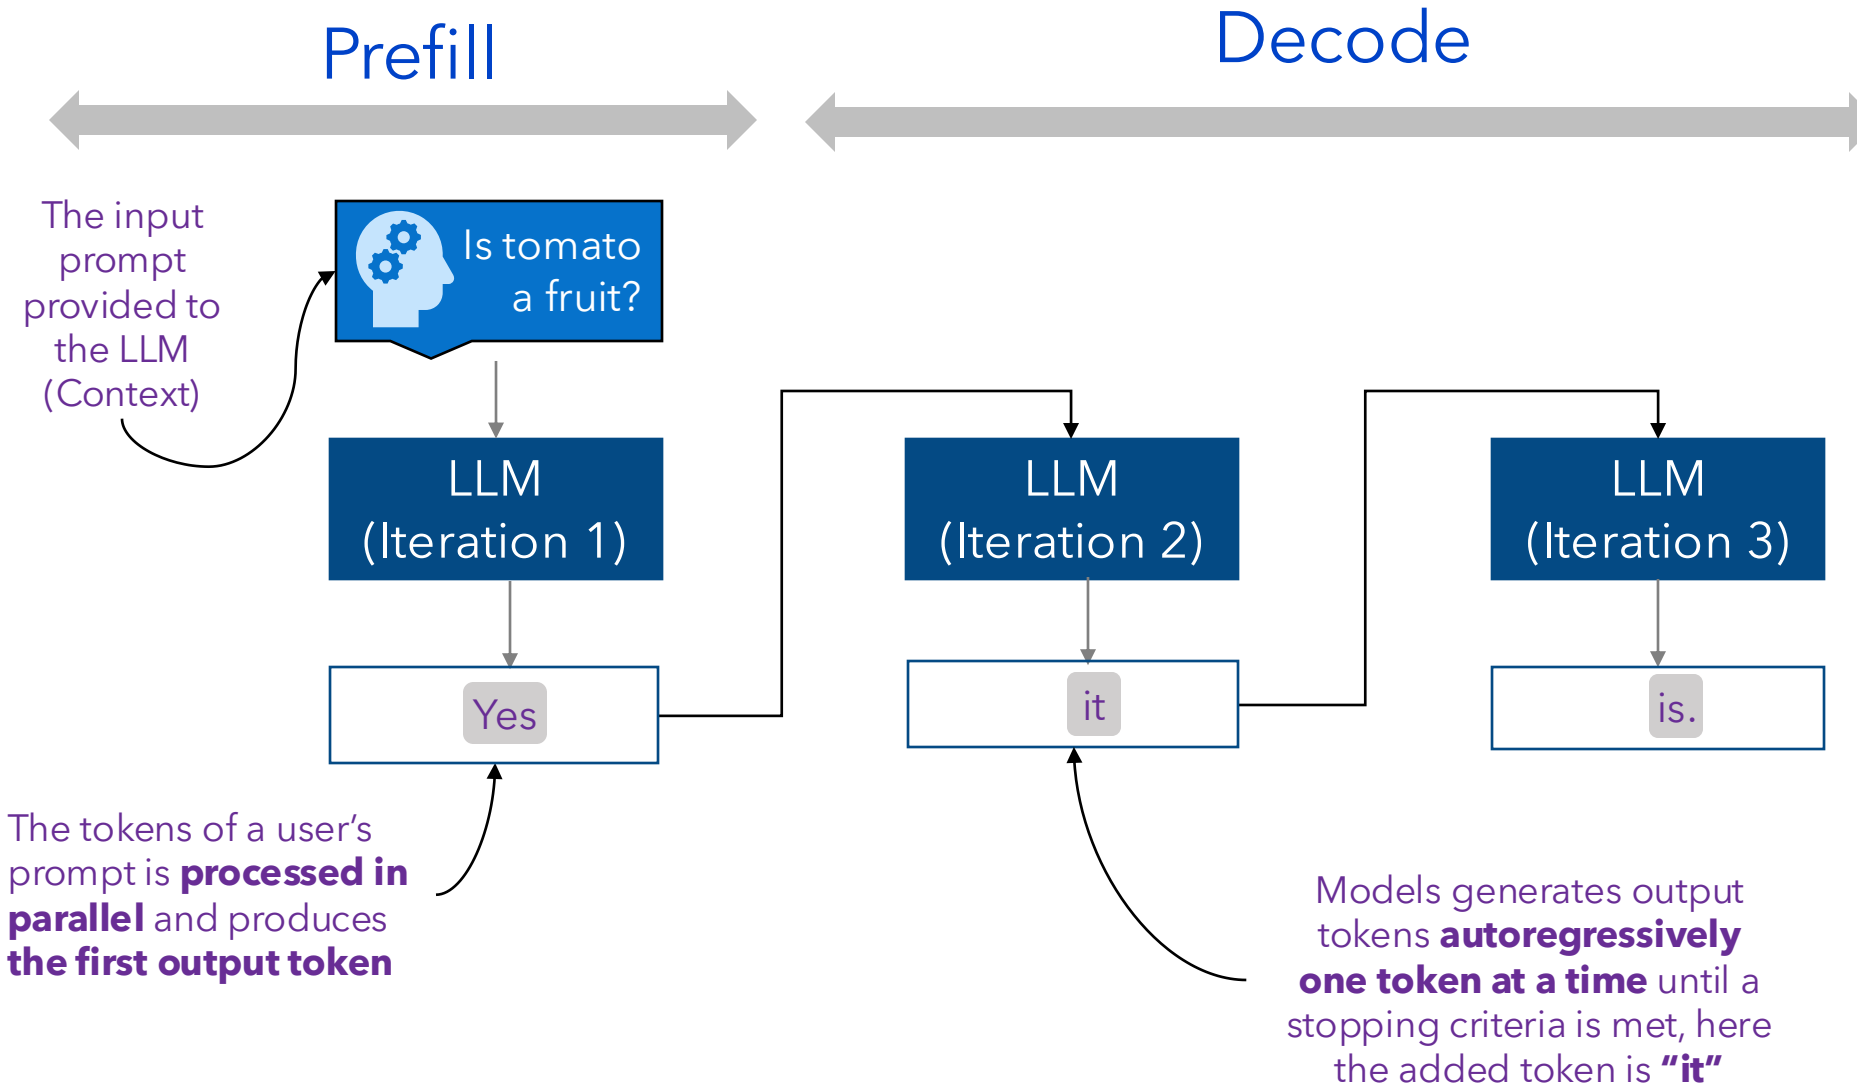 Prefill
Decode
The input
prompt
provided to
the LLM
(Context)
Is tomato
a fruit?
LLM
(Iteration 1)
LLM
(Iteration 2)
LLM
(Iteration 3)
Yes
it
is.
The tokens of a user’s
prompt is processed in
parallel and produces
the first output token
Models generates output
tokens autoregressively
one token at a time until a
stopping criteria is met, here
the added token is “it”